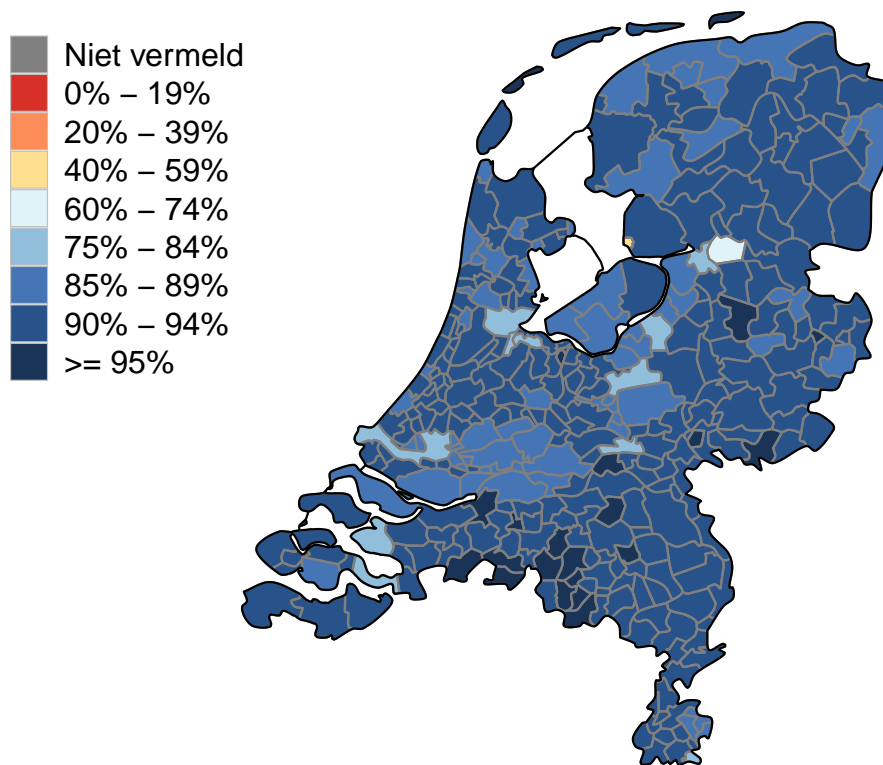 Niet vermeld
0% – 19%
20% – 39%
40% – 59%
60% – 74%
75% – 84%
85% – 89%
90% – 94%
>= 95%